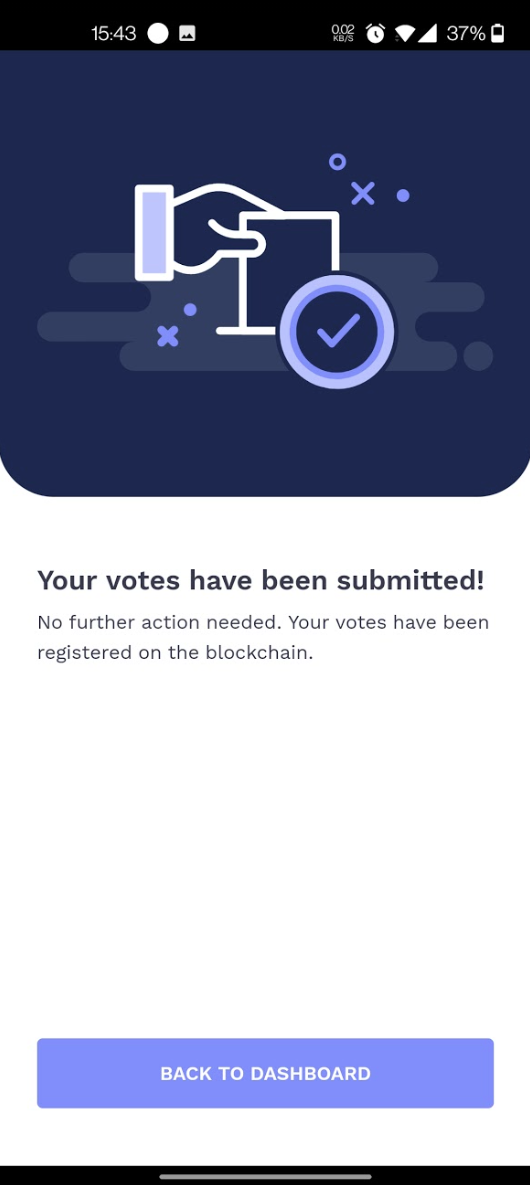 15:43 0.02 KB/S 37%
Your votes have been submitted!
No further action needed. Your votes have been
registered on the blockchain.
BACK TO DASHBOARD